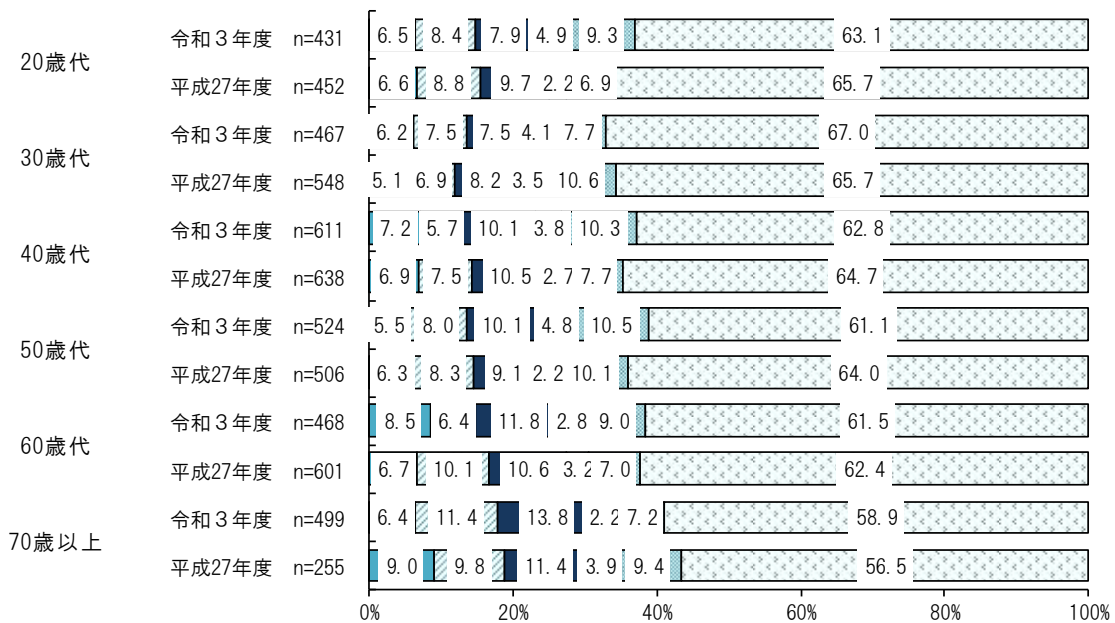 20歳代
令和３年度 n=431 6.5 8.4 7.9 4.9 9.3 63.1
平成27年度 n=452 6.6 8.8 9.7 2.2 6.9 65.7
30歳代
令和３年度 n=467 6.2 7.5 7.5 4.1 7.7 67.0
平成27年度 n=548 5.1 6.9 8.2 3.5 10.6 65.7
40歳代
令和３年度 n=611 7.2 5.7 10.1 3.8 10.3 62.8
平成27年度 n=638 6.9 7.5 10.5 2.7 7.7 64.7
50歳代
令和３年度 n=524 5.5 8.0 10.1 4.8 10.5 61.1
平成27年度 n=506 6.3 8.3 9.1 2.2 10.1 64.0
60歳代
令和３年度 n=468 8.5 6.4 11.8 2.8 9.0 61.5
平成27年度 n=601 6.7 10.1 10.6 3.2 7.0 62.4
70歳以上
令和３年度 n=499 6.4 11.4 13.8 2.2 7.2 58.9
平成27年度 n=255 9.0 9.8 11.4 3.9 9.4 56.5
0% 20% 40% 60% 80% 100%